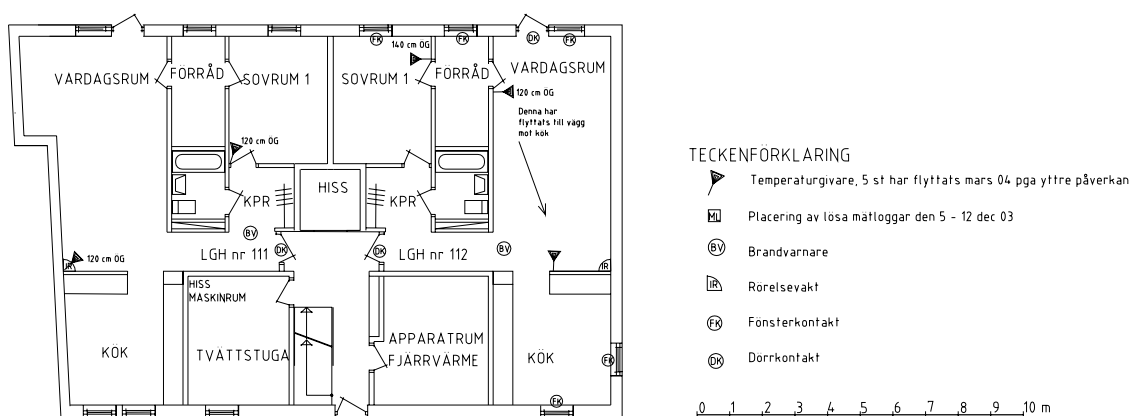 140 cm ÖG
FK
FK
DK
FK
VARDAGSRUM
FÖRRÅD
SOVRUM 1
SOVRUM 1
FÖRRÅD
VARDAGSRUM
120 cm ÖG
Denna har
flyttats till vägg
mot kök
120 cm ÖG
KPR
HISS
KPR
BV
LGH nr 111
DK
DK
LGH nr 112
BV
IR
120 cm ÖG
IR
HISS
MASKINRUM
KÖK
TVÄTTSTUGA
APPARATRUM
FJÄRRVÄRME
KÖK
FK
FK
TECKENFÖRKLARING
Temperaturgivare, 5 st har flyttats mars 04 pga yttre påverkan
ML Placering av lösa mätloggar den 5 - 12 dec 03
BV Brandvarnare
IR Rörelsevakt
FK Fönsterkontakt
DK Dörrkontakt
0 1 2 3 4 5 6 7 8 9 10 m